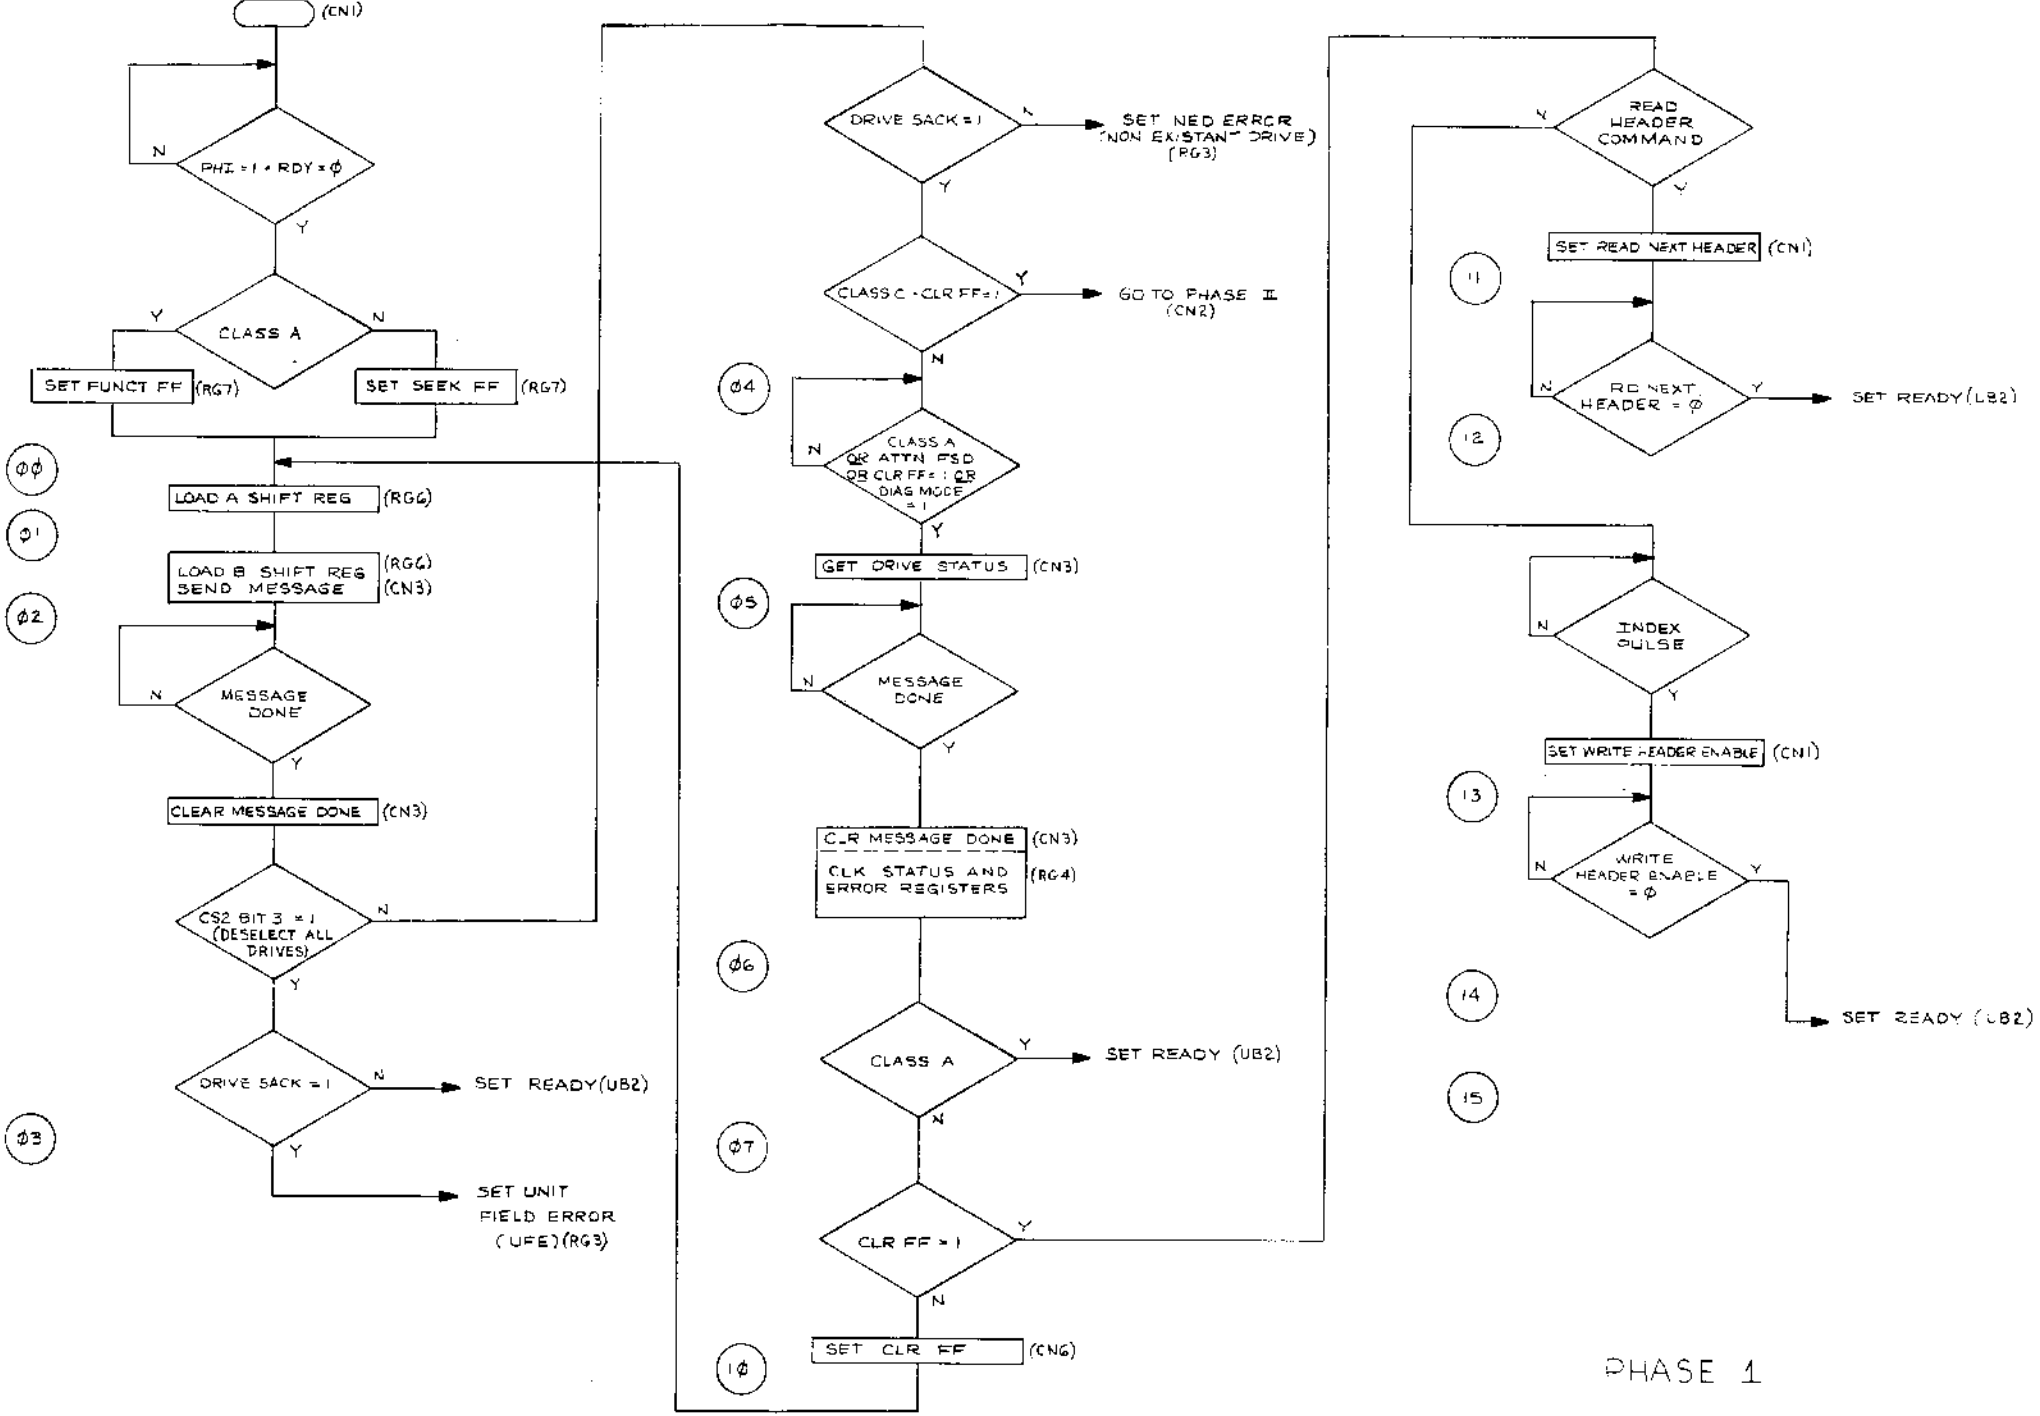 (CN1)
PHI = 1 • RDY = φ
N
Y
CLASS A
Y
N
SET FUNCT FF (RG7)
SET SEEK FF (RG7)
φφ
LOAD A SHIFT REG (RG6)
φ1
LOAD B SHIFT REG (RG6)
SEND MESSAGE (CN3)
φ2
MESSAGE
DONE
N
Y
CLEAR MESSAGE DONE (CN3)
CS2 BIT 3 = 1
(DESELECT ALL
DRIVES)
N
Y
DRIVE SACK = 1
N
SET READY (UB2)
φ3
Y
SET UNIT
FIELD ERROR
(UFE) (RG3)
DRIVE SACK = 1
N
SET NED ERROR
(NON EXISTANT DRIVE)
(RG3)
Y
CLASS C • CLR FF = 1
Y
GO TO PHASE II
(CN2)
N
φ4
CLASS A
OR ATTN FSD
OR CLR FF = 1 OR
DIAG MODE
= 1
N
Y
GET DRIVE STATUS (CN3)
φ5
MESSAGE
DONE
N
Y
CLR MESSAGE DONE (CN3)
CLK STATUS AND
ERROR REGISTERS (RG4)
φ6
CLASS A
Y
SET READY (UB2)
N
φ7
CLR FF = 1
Y
N
SET CLR FF (CN6)
1φ
READ
HEADER
COMMAND
N
Y
SET READ NEXT HEADER (CN1)
11
RD NEXT
HEADER = φ
N
Y
SET READY (UB2)
12
INDEX
PULSE
N
Y
SET WRITE HEADER ENABLE (CN1)
13
WRITE
HEADER ENABLE
= φ
N
Y
14
SET READY (UB2)
15
PHASE 1